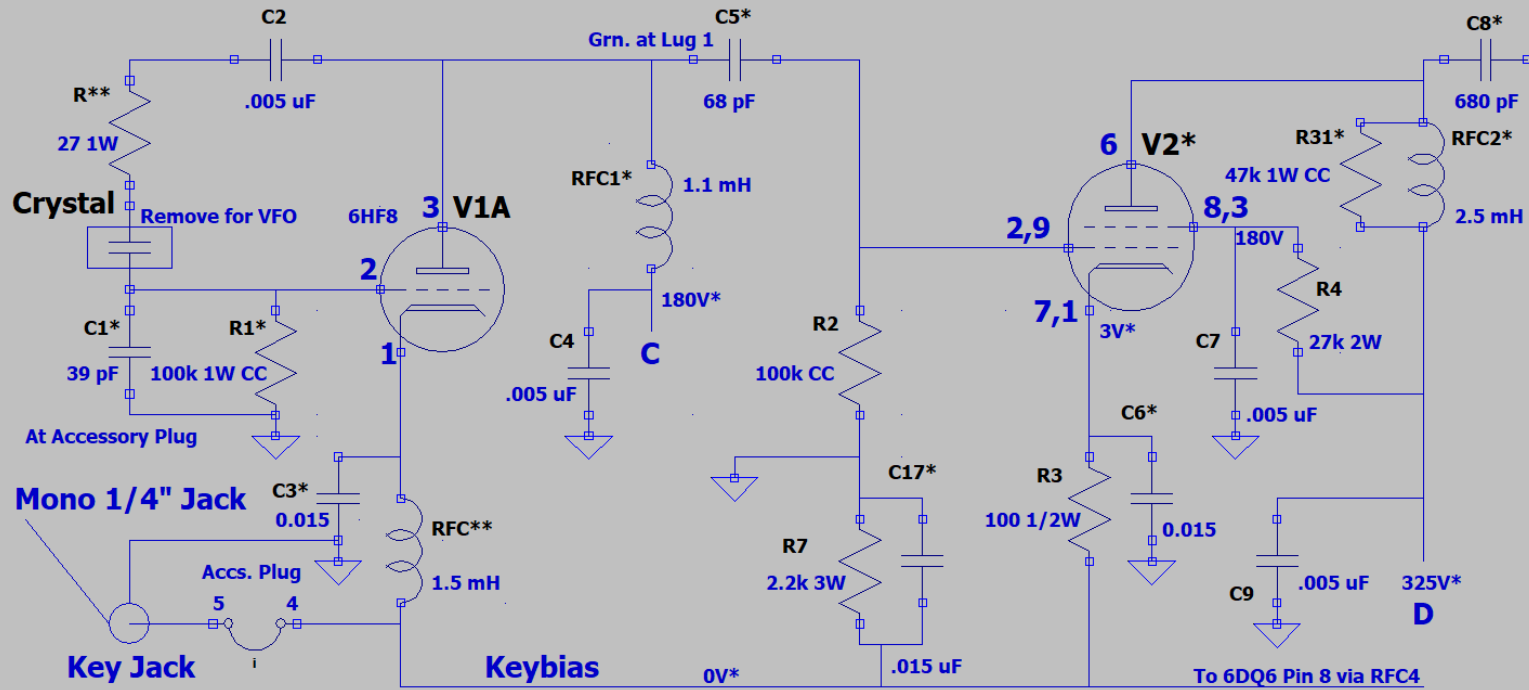 C2
C5*
C8*
Grn. at Lug 1
R**
.005 uF
68 pF
680 pF
27 1W
6
V2*
R31*
RFC2*
RFC1*
1.1 mH
47k 1W CC
Crystal
Remove for VFO
6HF8
3
V1A
2,9
8,3
2.5 mH
180V
2
180V*
7,1
3V*
R4
C1*
R1*
1
C4
C
R2
C7
27k 2W
39 pF
100k 1W CC
.005 uF
100k CC
.005 uF
C6*
At Accessory Plug
C17*
R3
Mono 1/4" Jack
C3*
0.015
RFC**
100 1/2W
0.015
R7
Accs. Plug
1.5 mH
2.2k 3W
.005 uF
325V*
C9
5
4
D
i
Key Jack
Keybias
0V*
.015 uF
To 6DQ6 Pin 8 via RFC4